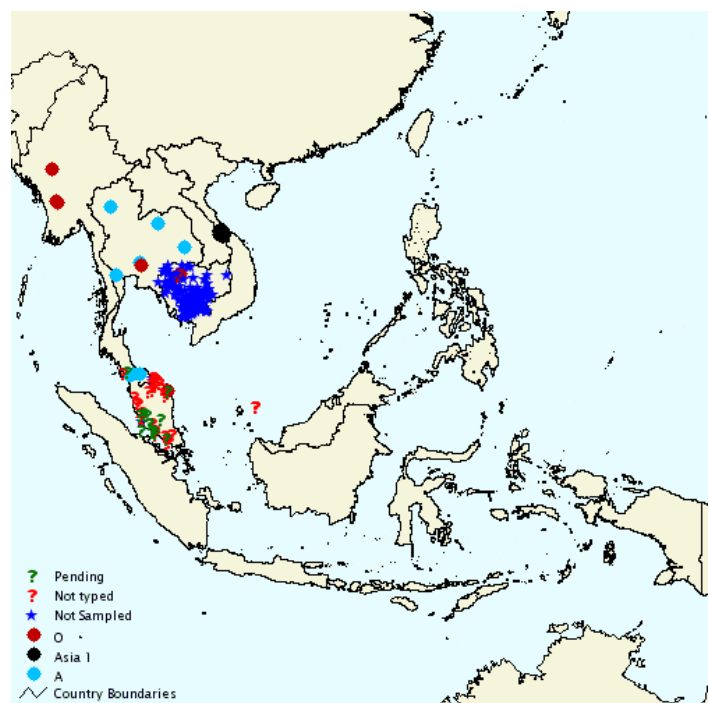 Pending
Not typed
Not Sampled
O
Asia 1
A
Country Boundaries